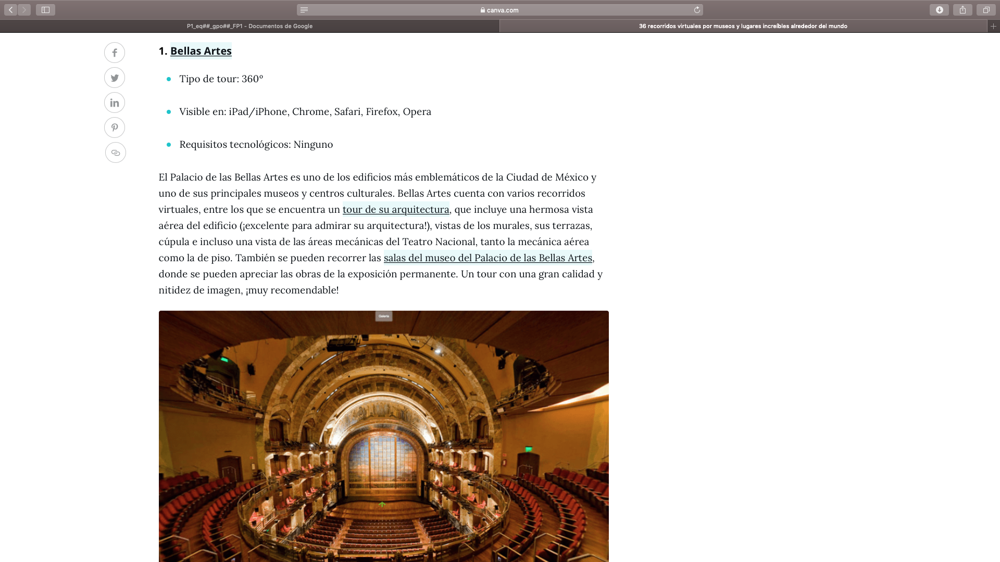 canva.com
P1_eq##_gpo##_FP1 - Documentos de Google
36 recorridos virtuales por museos y lugares increíbles alrededor del mundo
1. Bellas Artes
Tipo de tour: 360º
Visible en: iPad/iPhone, Chrome, Safari, Firefox, Opera
Requisitos tecnológicos: Ninguno
El Palacio de las Bellas Artes es uno de los edificios más emblemáticos de la Ciudad de México y
uno de sus principales museos y centros culturales. Bellas Artes cuenta con varios recorridos
virtuales, entre los que se encuentra un tour de su arquitectura, que incluye una hermosa vista
aérea del edificio (¡excelente para admirar su arquitectura!), vistas de los murales, sus terrazas,
cúpula e incluso una vista de las áreas mecánicas del Teatro Nacional, tanto la mecánica aérea
como la de piso. También se pueden recorrer las salas del museo del Palacio de las Bellas Artes,
donde se pueden apreciar las obras de la exposición permanente. Un tour con una gran calidad y
nitidez de imagen, ¡muy recomendable!
Galería